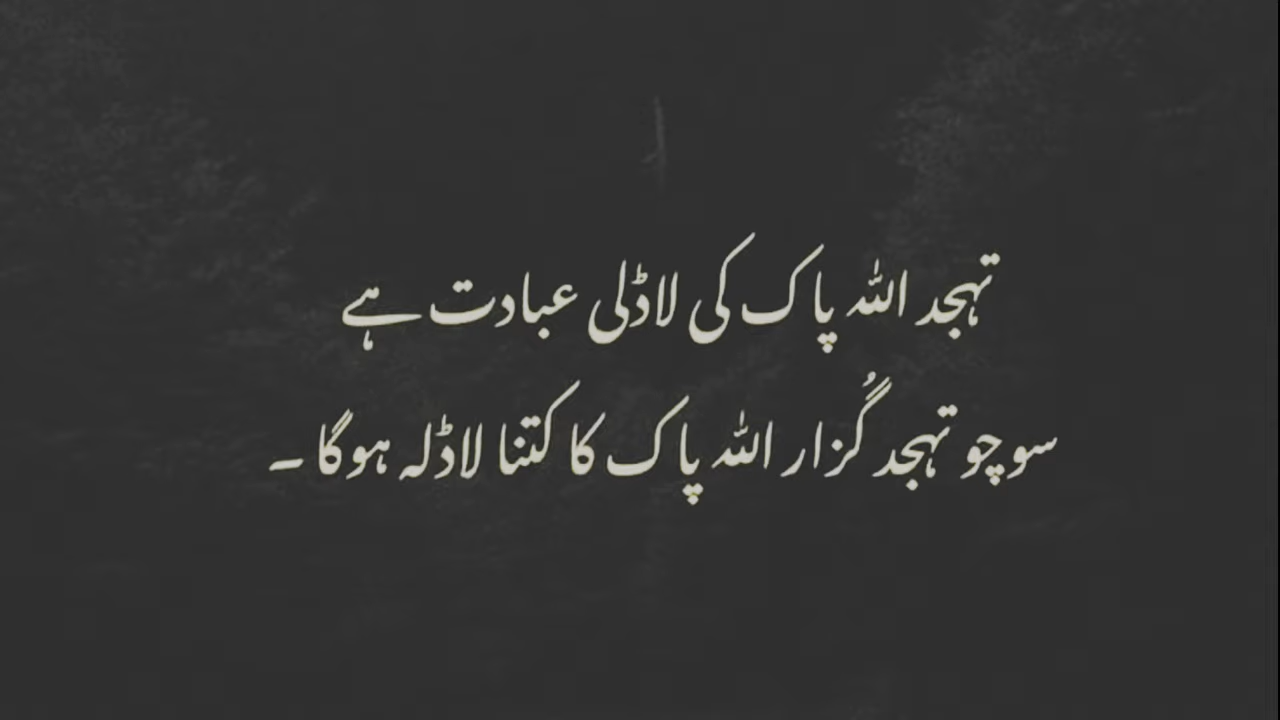 تہجد اللہ پاک کی لاڈلی عبادت ہے
سوچو تہجد گُزار اللہ پاک کا کتنا لاڈلہ ہوگا ۔